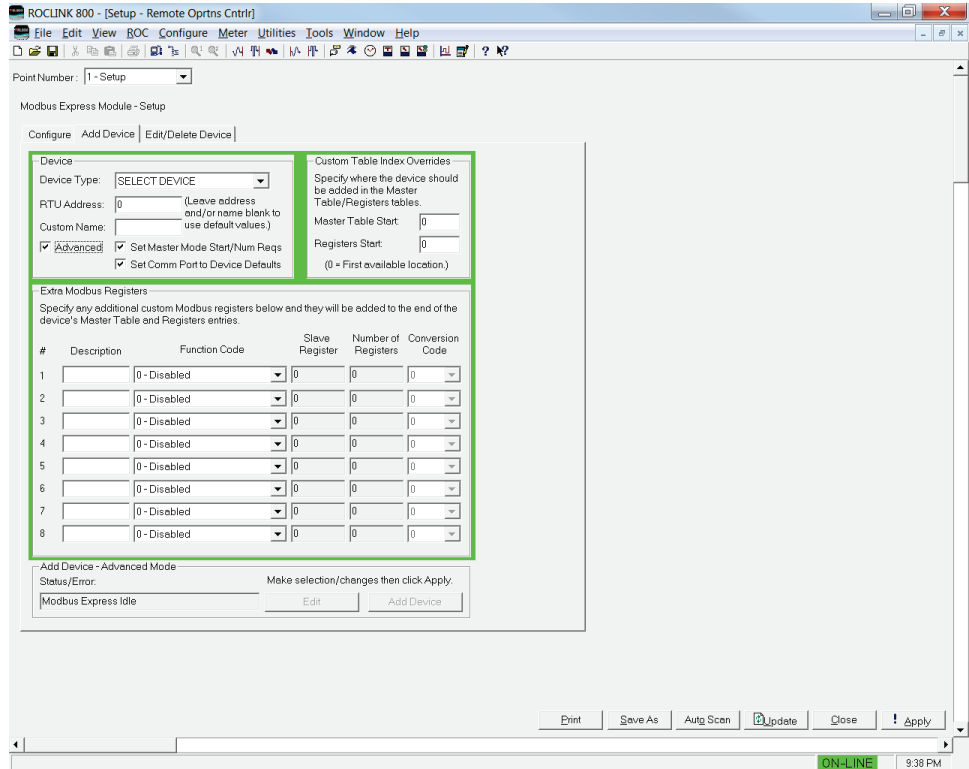 ROCLINK 800 - [Setup - Remote Oprtns Cntrlr]
File Edit View ROC Configure Meter Utilities Tools Window Help
Point Number: 1 - Setup
Modbus Express Module - Setup
Configure Add Device Edit/Delete Device
Device
Device Type: SELECT DEVICE
RTU Address: 0
(Leave address
and/or name blank to
use default values.)
Custom Name:
Advanced Set Master Mode Start/Num Reqs
Set Comm Port to Device Defaults
Custom Table Index Overrides
Specify where the device should
be added in the Master
Table/Registers tables.
Master Table Start: 0
Registers Start: 0
(0 = First available location.)
Extra Modbus Registers
Specify any additional custom Modbus registers below and they will be added to the end of the
device's Master Table and Registers entries.
# Description Function Code Slave Register Number of Registers Conversion Code
1 0 - Disabled 0 0 0
2 0 - Disabled 0 0 0
3 0 - Disabled 0 0 0
4 0 - Disabled 0 0 0
5 0 - Disabled 0 0 0
6 0 - Disabled 0 0 0
7 0 - Disabled 0 0 0
8 0 - Disabled 0 0 0
Add Device - Advanced Mode
Status/Error: Make selection/changes then click Apply.
Modbus Express Idle Edit Add Device
Print Save As Auto Scan Update Close ! Apply
ON-LINE 9:38 PM